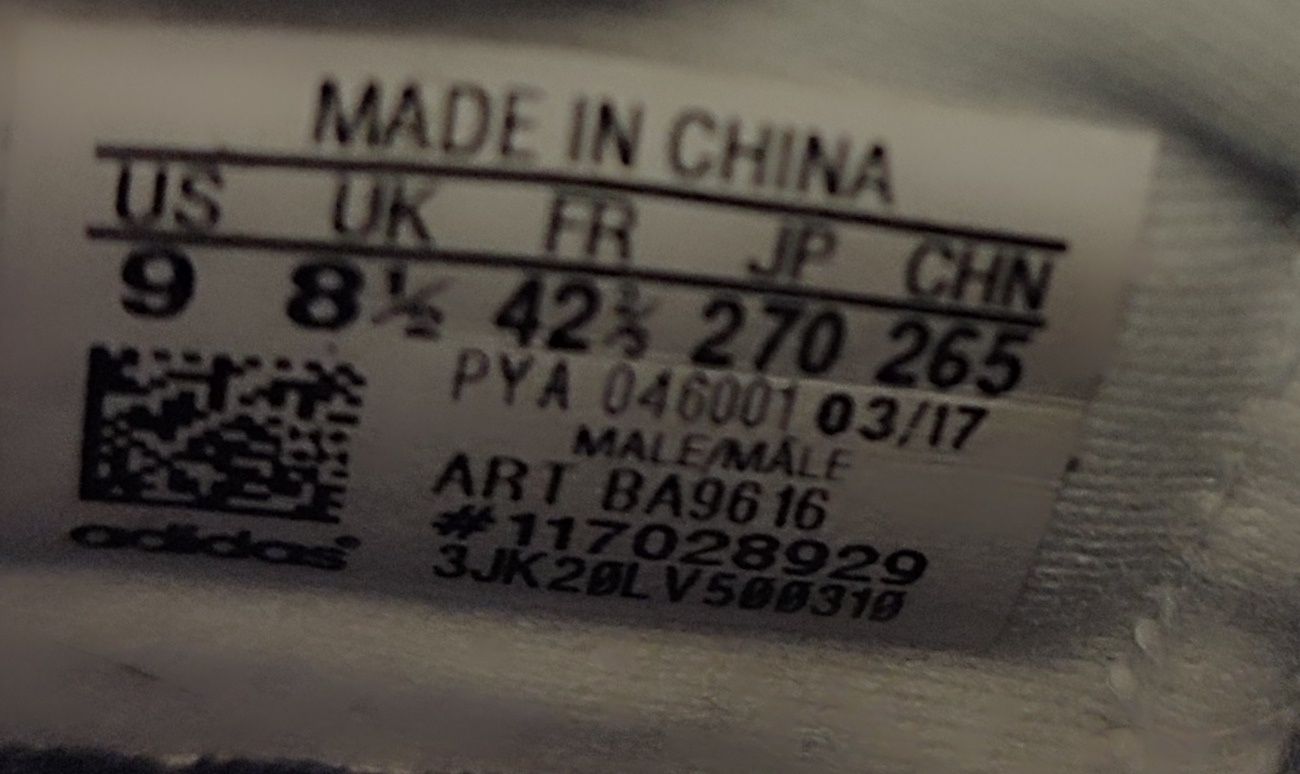 MADE IN CHINA
US UK FR JP CHN
9 8½ 42⅔ 270 265
PYA 046001 03/17
MALE/MÂLE
ART BA9616
#117028929
3JK20LV500310
adidas